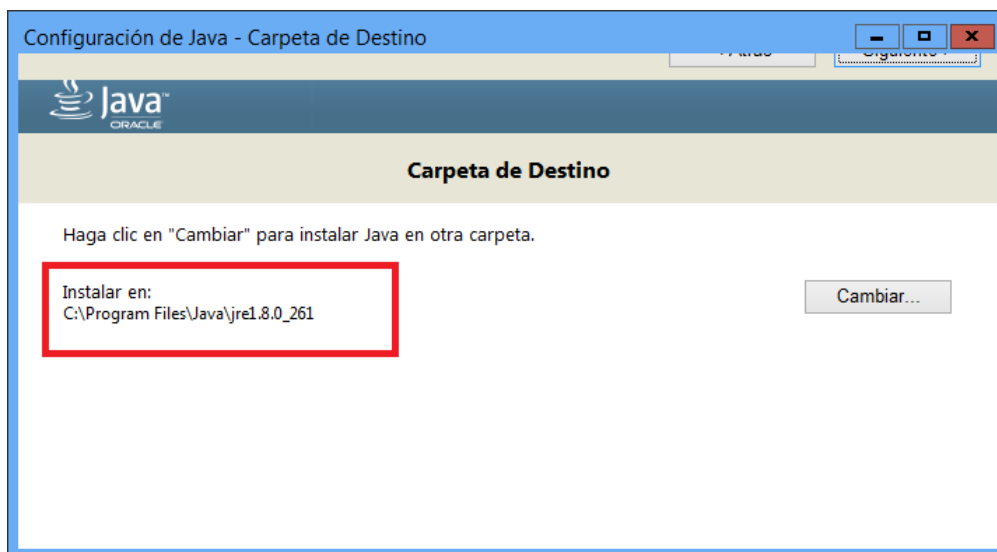 Configuración de Java - Carpeta de Destino
Java™
ORACLE
Carpeta de Destino
Haga clic en "Cambiar" para instalar Java en otra carpeta.
Instalar en:
C:\Program Files\Java\jre1.8.0_261
Cambiar...